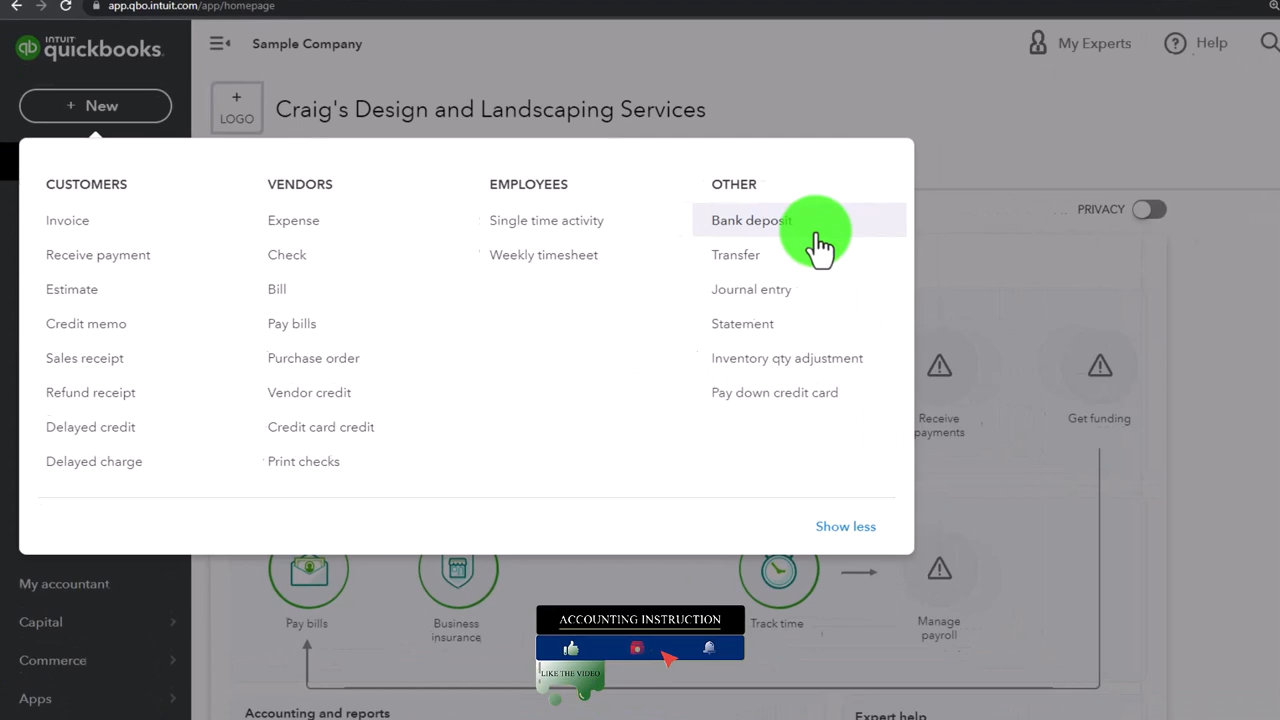 app.qbo.intuit.com/app/homepage
INTUIT
quickbooks.
Sample Company
My Experts
Help
+ New
+
LOGO
Craig's Design and Landscaping Services
PRIVACY
CUSTOMERS
Invoice
Receive payment
Estimate
Credit memo
Sales receipt
Refund receipt
Delayed credit
Delayed charge
VENDORS
Expense
Check
Bill
Pay bills
Purchase order
Vendor credit
Credit card credit
Print checks
EMPLOYEES
Single time activity
Weekly timesheet
OTHER
Bank deposit
Transfer
Journal entry
Statement
Inventory qty adjustment
Pay down credit card
Show less
Receive
payments
Get funding
My accountant
Capital
Commerce
Apps
Pay bills
Business
insurance
Track time
Manage
payroll
ACCOUNTING INSTRUCTION
LIKE THE VIDEO
Accounting and reports
Expert help